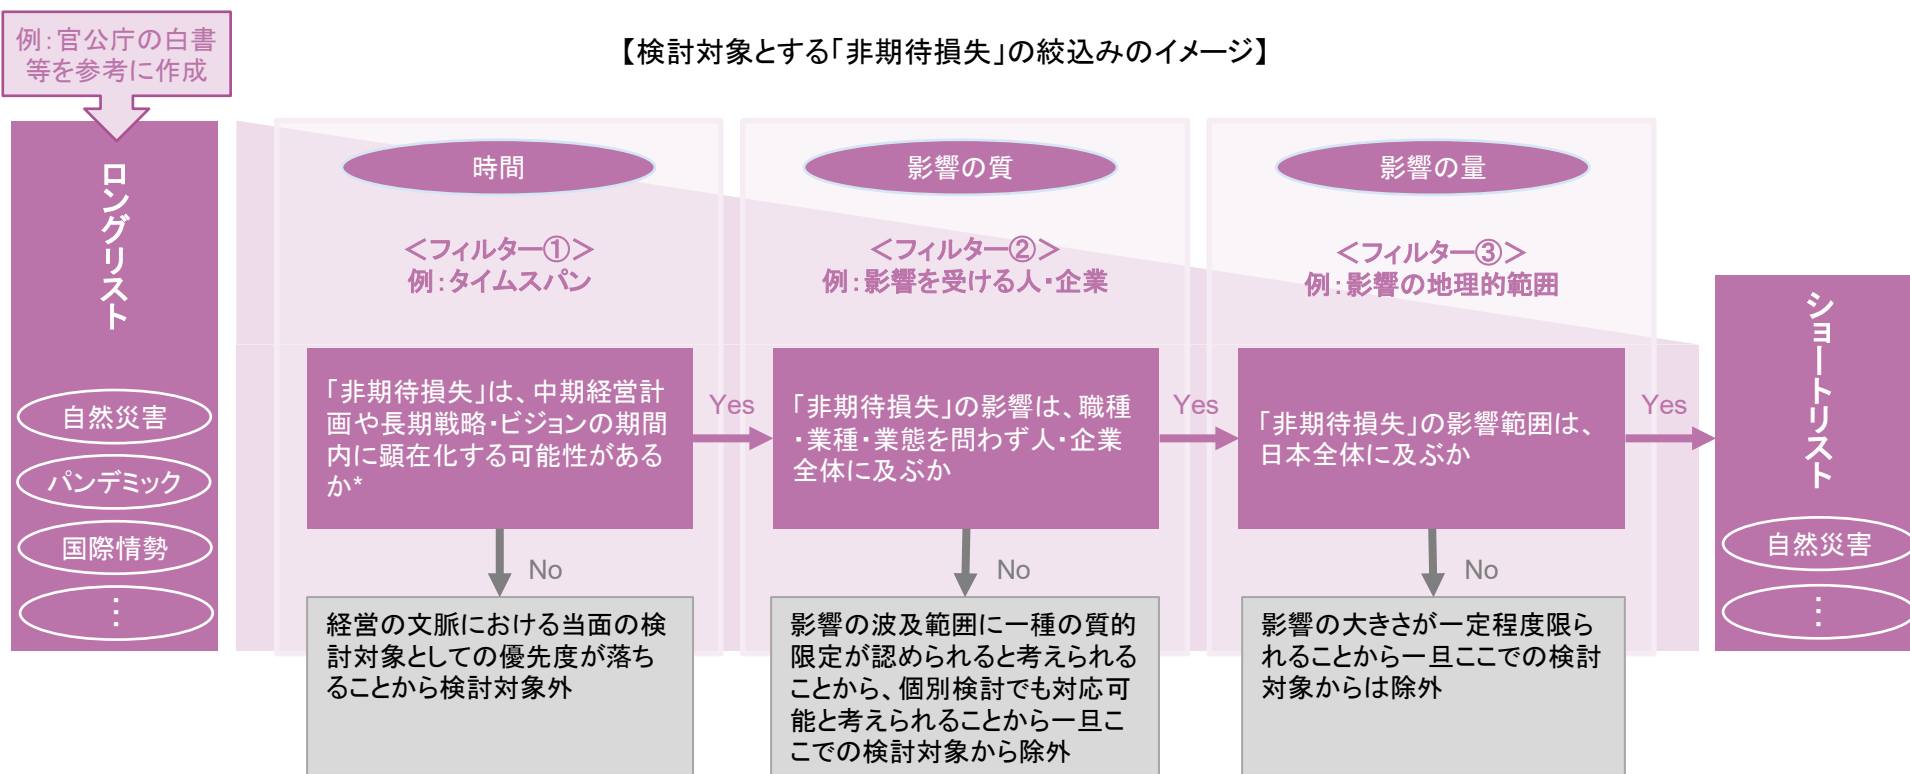 例：官公庁の白書
等を参考に作成
【検討対象とする「非期待損失」の絞込みのイメージ】
ロングリスト
自然災害
パンデミック
国際情勢
⋮
時間
＜フィルター①＞
例：タイムスパン
「非期待損失」は、中期経営計
画や長期戦略・ビジョンの期間
内に顕在化する可能性がある
か*
Yes
No
経営の文脈における当面の検
討対象としての優先度が落ち
ることから検討対象外
影響の質
＜フィルター②＞
例：影響を受ける人・企業
「非期待損失」の影響は、職種
・業種・業態を問わず人・企業
全体に及ぶか
Yes
No
影響の波及範囲に一種の質的
限定が認められると考えられる
ことから、個別検討でも対応可
能と考えられることから一旦こ
こでの検討対象から除外
影響の量
＜フィルター③＞
例：影響の地理的範囲
「非期待損失」の影響範囲は、
日本全体に及ぶか
Yes
No
影響の大きさが一定程度限ら
れることから一旦ここでの検討
対象からは除外
ショートリスト
自然災害
⋮